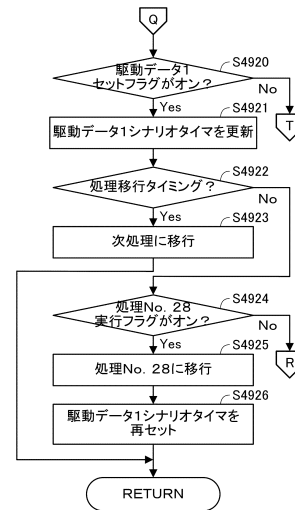 Q
S4920
駆動データ1
セットフラグがオン?
No
Yes
T
S4921
駆動データ1シナリオタイマを更新
S4922
処理移行タイミング?
No
Yes
S4923
次処理に移行
S4924
処理No. 28
実行フラグがオン?
No
Yes
R
S4925
処理No. 28に移行
S4926
駆動データ1シナリオタイマを
再セット
RETURN